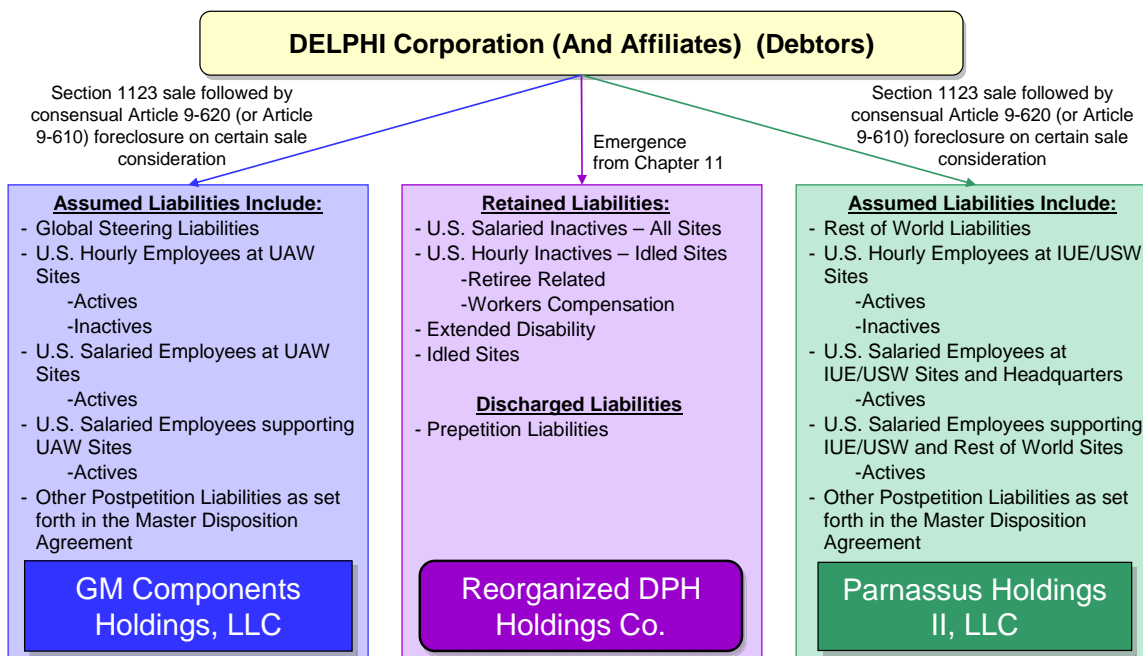 DELPHI Corporation (And Affiliates) (Debtors)
Section 1123 sale followed by
consensual Article 9-620 (or Article
9-610) foreclosure on certain sale
consideration
Emergence
from Chapter 11
Section 1123 sale followed by
consensual Article 9-620 (or Article
9-610) foreclosure on certain sale
consideration
Assumed Liabilities Include:
- Global Steering Liabilities
- U.S. Hourly Employees at UAW
Sites
-Actives
-Inactives
- U.S. Salaried Employees at UAW
Sites
-Actives
- U.S. Salaried Employees supporting
UAW Sites
-Actives
- Other Postpetition Liabilities as set
forth in the Master Disposition
Agreement
GM Components
Holdings, LLC
Retained Liabilities:
- U.S. Salaried Inactives – All Sites
- U.S. Hourly Inactives – Idled Sites
-Retiree Related
-Workers Compensation
- Extended Disability
- Idled Sites
Discharged Liabilities
- Prepetition Liabilities
Reorganized DPH
Holdings Co.
Assumed Liabilities Include:
- Rest of World Liabilities
- U.S. Hourly Employees at IUE/USW
Sites
-Actives
-Inactives
- U.S. Salaried Employees at
IUE/USW Sites and Headquarters
-Actives
- U.S. Salaried Employees supporting
IUE/USW and Rest of World Sites
-Actives
- Other Postpetition Liabilities as set
forth in the Master Disposition
Agreement
Parnassus Holdings
II, LLC